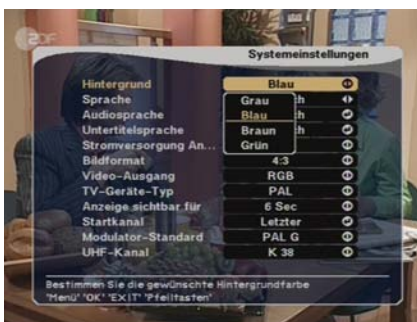 ZDF
Systemeinstellungen
Hintergrund Blau
Sprache
Audiosprache
Untertitelsprache
Stromversorgung An...
Grau
Blau
Braun
Grün
Bildformat 4:3
Video-Ausgang RGB
TV-Geräte-Typ PAL
Anzeige sichtbar für 6 Sec
Startkanal Letzter
Modulator-Standard PAL G
UHF-Kanal K 38
Bestimmen Sie die gewünschte Hintergrundfarbe
"Menü" "OK" "EXIT" "Pfeiltasten"